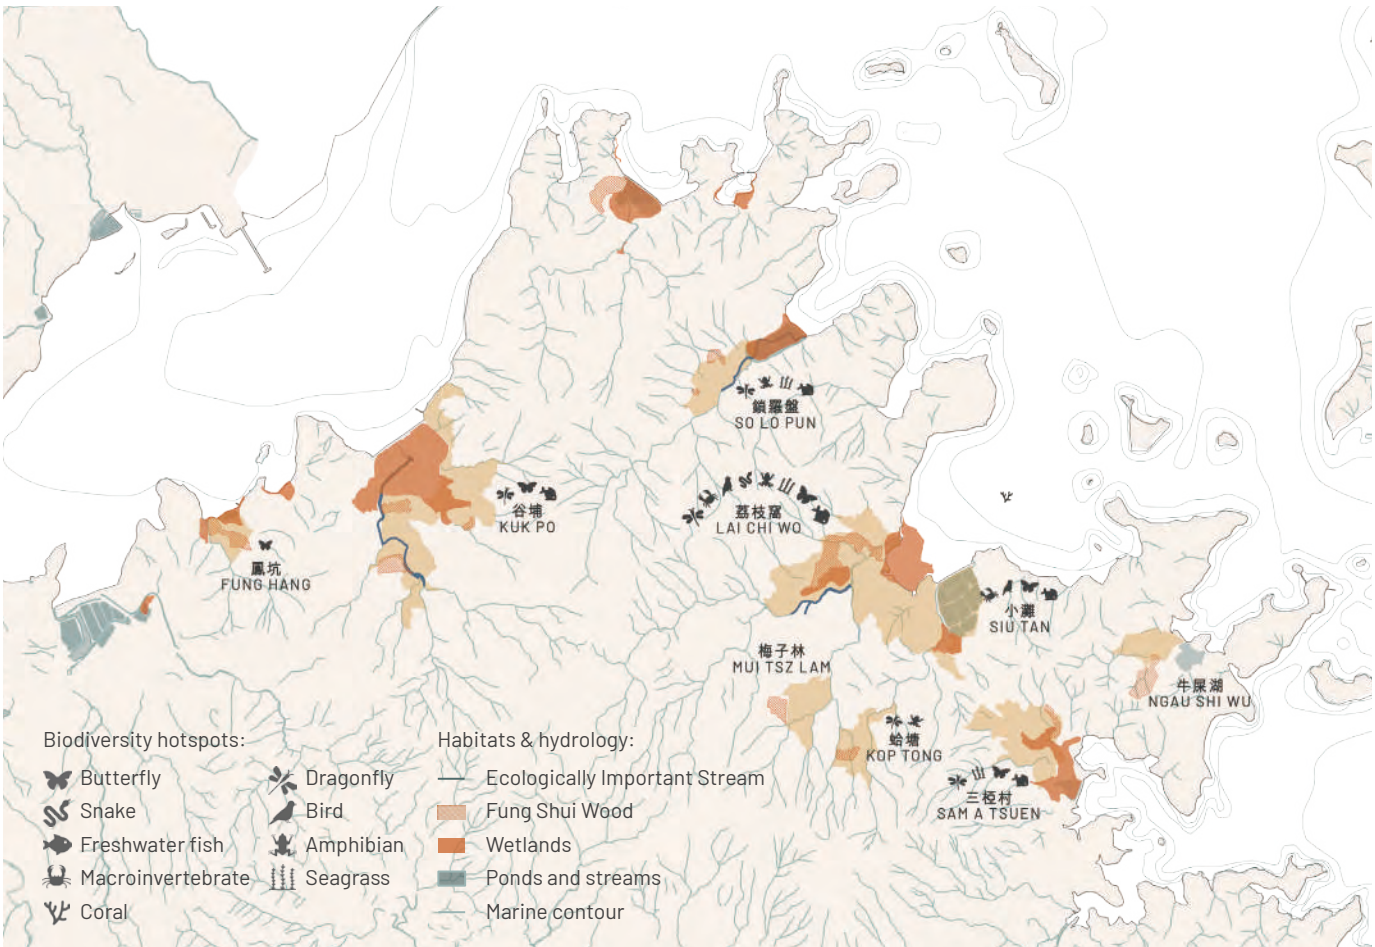 鎖羅盤
SO LO PUN
荔枝窩
LAI CHI WO
谷埔
KUK PO
鳳坑
FUNG HANG
小灘
SIU TAN
梅子林
MUI TSZ LAM
牛屎湖
NGAU SHI WU
蛤塘
KOP TONG
三椏村
SAM A TSUEN
Biodiversity hotspots:
Butterfly
Snake
Freshwater fish
Macroinvertebrate
Coral
Dragonfly
Bird
Amphibian
Seagrass
Habitats & hydrology:
Ecologically Important Stream
Fung Shui Wood
Wetlands
Ponds and streams
Marine contour